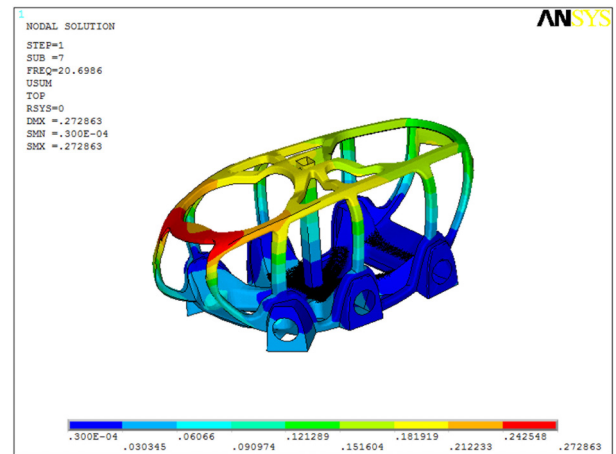 1
NODAL SOLUTION
ANSYS
STEP=1
SUB =7
FREQ=20.6986
USUM
TOP
RSYS=0
DMX =.272863
SMN =.300E-04
SMX =.272863
.300E-04 .06066 .121289 .181919 .242548
.030345 .090974 .151604 .212233 .272863